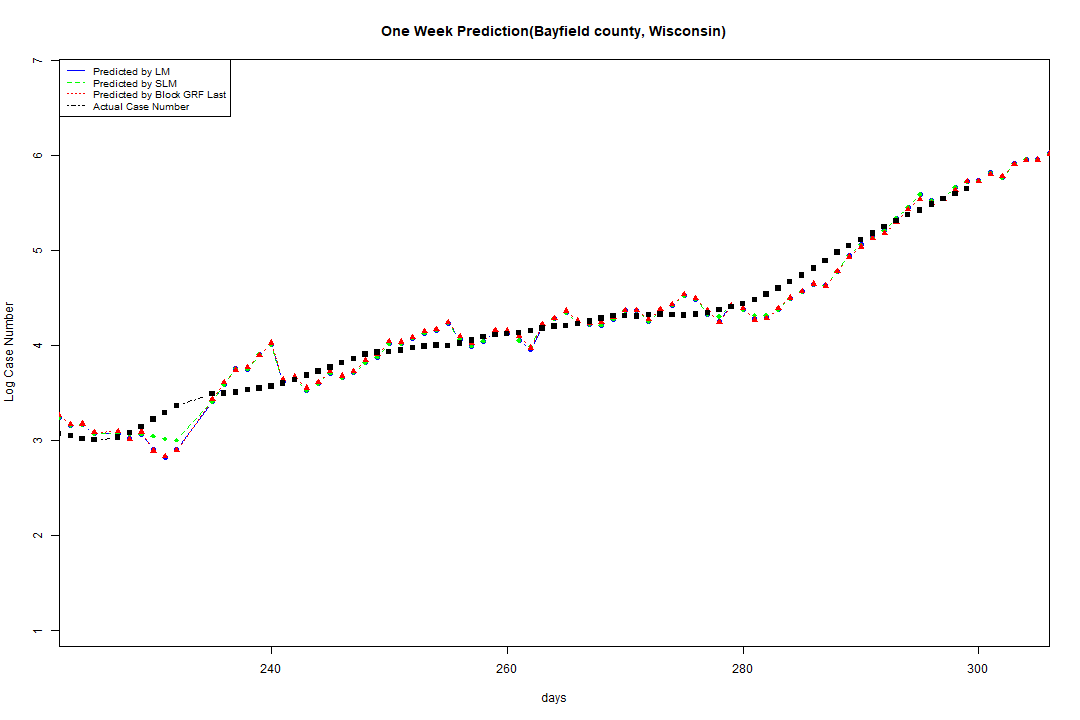 One Week Prediction(Bayfield county, Wisconsin)
Predicted by LM
Predicted by SLM
Predicted by Block GRF Last
Actual Case Number
7
6
5
4
3
2
1
Log Case Number
240
260
280
300
days